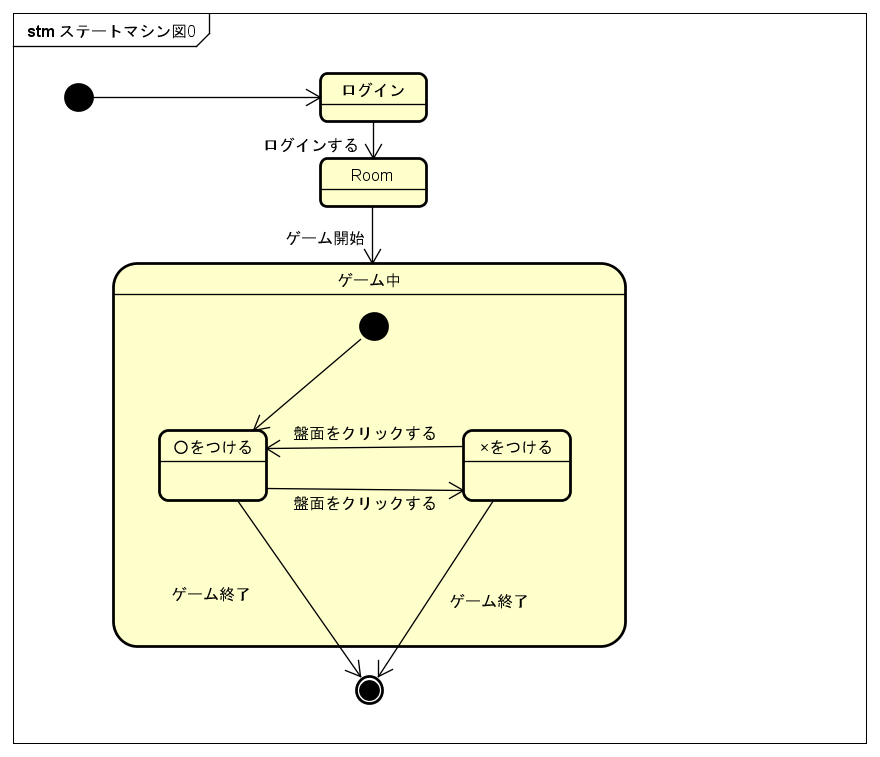 stm ステートマシン図0
ログイン
ログインする
Room
ゲーム開始
ゲーム中
〇をつける
盤面をクリックする
×をつける
盤面をクリックする
ゲーム終了
ゲーム終了